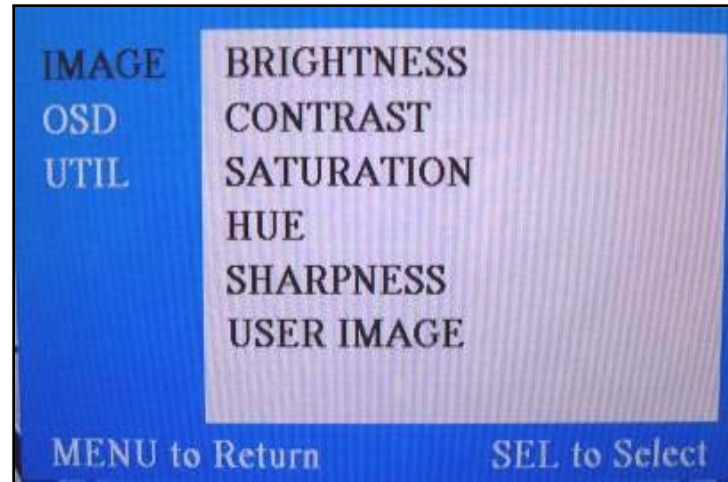 IMAGE
OSD
UTIL
BRIGHTNESS
CONTRAST
SATURATION
HUE
SHARPNESS
USER IMAGE
MENU to Return
SEL to Select